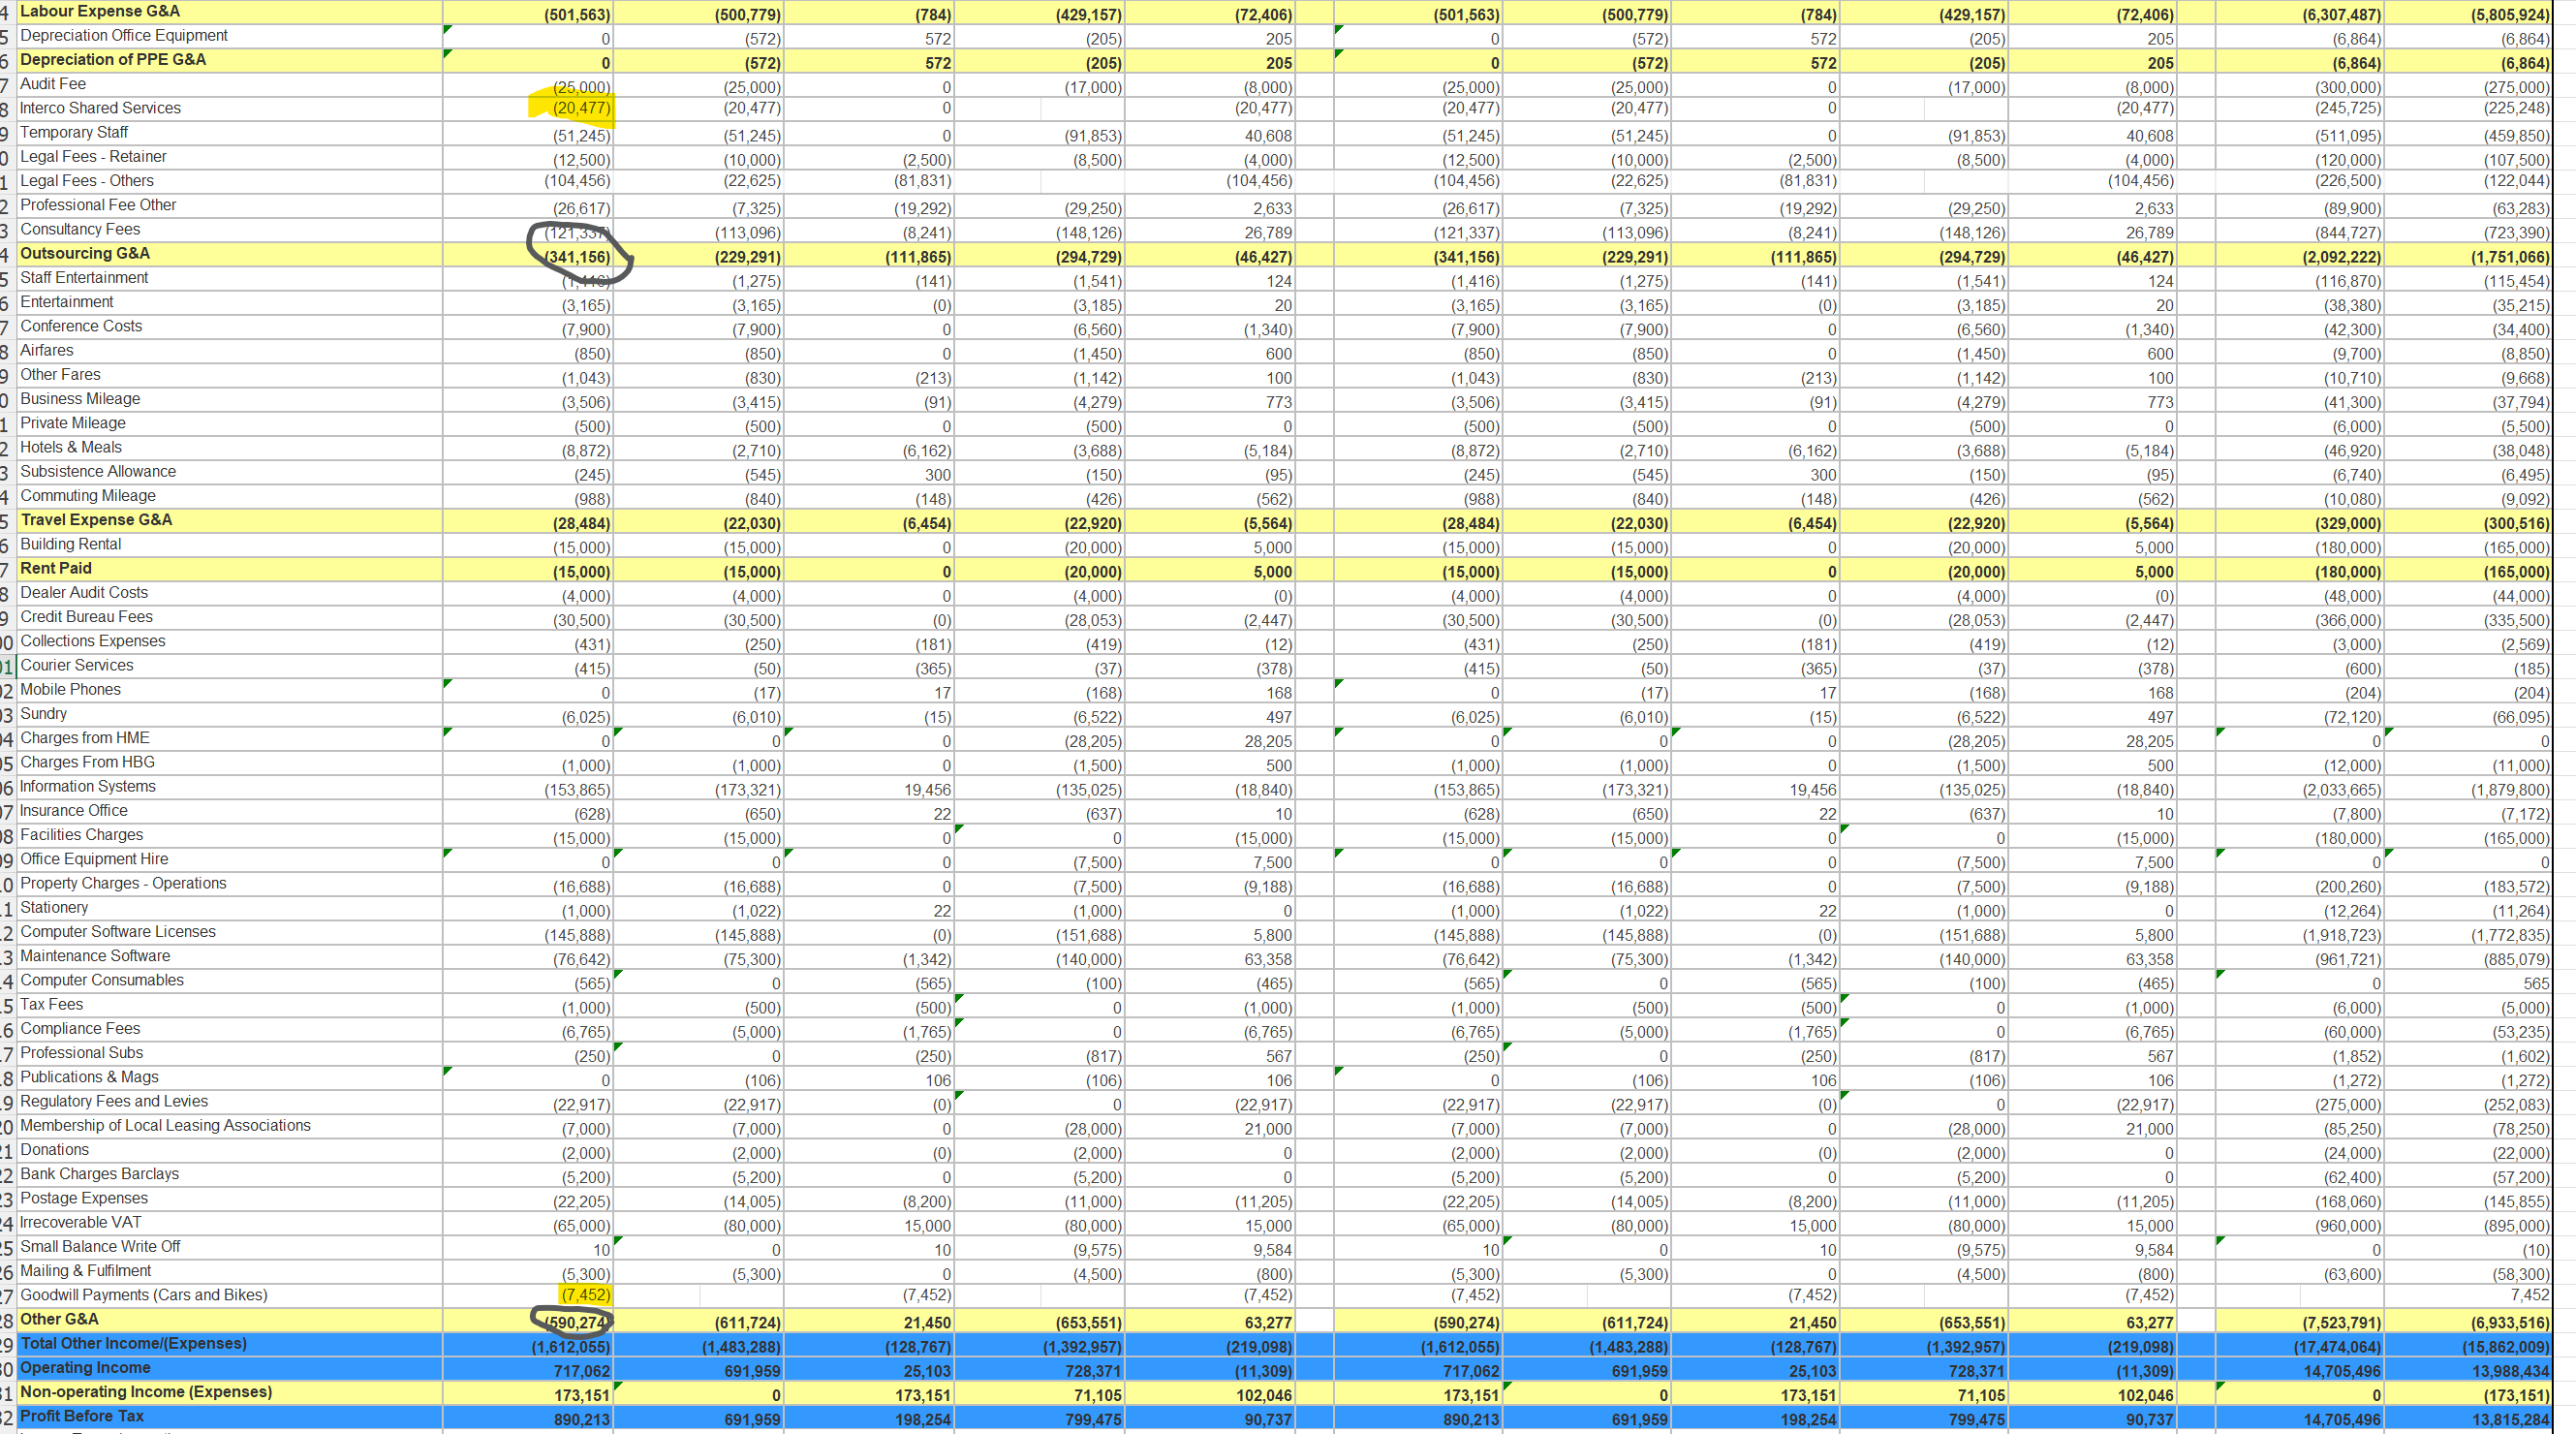 4 Labour Expense G&A (501,563) (500,779) (784) (429,157) (72,406) (501,563) (500,779) (784) (429,157) (72,406) (6,307,487) (5,805,924)
5 Depreciation Office Equipment 0 (572) 572 (205) 205 0 (572) 572 (205) 205 (6,864) (6,864)
6 Depreciation of PPE G&A 0 (572) 572 (205) 205 0 (572) 572 (205) 205 (6,864) (6,864)
7 Audit Fee (25,000) (25,000) 0 (17,000) (8,000) (25,000) (25,000) 0 (17,000) (8,000) (300,000) (275,000)
8 Interco Shared Services (20,477) (20,477) 0 (20,477) (20,477) (20,477) 0 (20,477) (245,725) (225,248)
9 Temporary Staff (51,245) (51,245) 0 (91,853) 40,608 (51,245) (51,245) 0 (91,853) 40,608 (511,095) (459,850)
0 Legal Fees - Retainer (12,500) (10,000) (2,500) (8,500) (4,000) (12,500) (10,000) (2,500) (8,500) (4,000) (120,000) (107,500)
1 Legal Fees - Others (104,456) (22,625) (81,831) (104,456) (104,456) (22,625) (81,831) (104,456) (226,500) (122,044)
2 Professional Fee Other (26,617) (7,325) (19,292) (29,250) 2,633 (26,617) (7,325) (19,292) (29,250) 2,633 (89,900) (63,283)
3 Consultancy Fees (121,337) (113,096) (8,241) (148,126) 26,789 (121,337) (113,096) (8,241) (148,126) 26,789 (844,727) (723,390)
4 Outsourcing G&A (341,156) (229,291) (111,865) (294,729) (46,427) (341,156) (229,291) (111,865) (294,729) (46,427) (2,092,222) (1,751,066)
5 Staff Entertainment (1,416) (1,275) (141) (1,541) 124 (1,416) (1,275) (141) (1,541) 124 (116,870) (115,454)
6 Entertainment (3,165) (3,165) (0) (3,185) 20 (3,165) (3,165) (0) (3,185) 20 (38,380) (35,215)
7 Conference Costs (7,900) (7,900) 0 (6,560) (1,340) (7,900) (7,900) 0 (6,560) (1,340) (42,300) (34,400)
8 Airfares (850) (850) 0 (1,450) 600 (850) (850) 0 (1,450) 600 (9,700) (8,850)
9 Other Fares (1,043) (830) (213) (1,142) 100 (1,043) (830) (213) (1,142) 100 (10,710) (9,668)
0 Business Mileage (3,506) (3,415) (91) (4,279) 773 (3,506) (3,415) (91) (4,279) 773 (41,300) (37,794)
1 Private Mileage (500) (500) 0 (500) 0 (500) (500) 0 (500) 0 (6,000) (5,500)
2 Hotels & Meals (8,872) (2,710) (6,162) (3,688) (5,184) (8,872) (2,710) (6,162) (3,688) (5,184) (46,920) (38,048)
3 Subsistence Allowance (245) (545) 300 (150) (95) (245) (545) 300 (150) (95) (6,740) (6,495)
4 Commuting Mileage (988) (840) (148) (426) (562) (988) (840) (148) (426) (562) (10,080) (9,092)
5 Travel Expense G&A (28,484) (22,030) (6,454) (22,920) (5,564) (28,484) (22,030) (6,454) (22,920) (5,564) (329,000) (300,516)
6 Building Rental (15,000) (15,000) 0 (20,000) 5,000 (15,000) (15,000) 0 (20,000) 5,000 (180,000) (165,000)
7 Rent Paid (15,000) (15,000) 0 (20,000) 5,000 (15,000) (15,000) 0 (20,000) 5,000 (180,000) (165,000)
8 Dealer Audit Costs (4,000) (4,000) 0 (4,000) (0) (4,000) (4,000) 0 (4,000) (0) (48,000) (44,000)
9 Credit Bureau Fees (30,500) (30,500) (0) (28,053) (2,447) (30,500) (30,500) (0) (28,053) (2,447) (366,000) (335,500)
00 Collections Expenses (431) (250) (181) (419) (12) (431) (250) (181) (419) (12) (3,000) (2,569)
01 Courier Services (415) (50) (365) (37) (378) (415) (50) (365) (37) (378) (600) (185)
02 Mobile Phones 0 (17) 17 (168) 168 0 (17) 17 (168) 168 (204) (204)
03 Sundry (6,025) (6,010) (15) (6,522) 497 (6,025) (6,010) (15) (6,522) 497 (72,120) (66,095)
04 Charges from HME 0 0 0 (28,205) 28,205 0 0 0 (28,205) 28,205 0 0
05 Charges From HBG (1,000) (1,000) 0 (1,500) 500 (1,000) (1,000) 0 (1,500) 500 (12,000) (11,000)
06 Information Systems (153,865) (173,321) 19,456 (135,025) (18,840) (153,865) (173,321) 19,456 (135,025) (18,840) (2,033,665) (1,879,800)
07 Insurance Office (628) (650) 22 (637) 10 (628) (650) 22 (637) 10 (7,800) (7,172)
08 Facilities Charges (15,000) (15,000) 0 0 (15,000) (15,000) (15,000) 0 0 (15,000) (180,000) (165,000)
09 Office Equipment Hire 0 0 0 (7,500) 7,500 0 0 0 (7,500) 7,500 0 0
.0 Property Charges - Operations (16,688) (16,688) 0 (7,500) (9,188) (16,688) (16,688) 0 (7,500) (9,188) (200,260) (183,572)
.1 Stationery (1,000) (1,022) 22 (1,000) 0 (1,000) (1,022) 22 (1,000) 0 (12,264) (11,264)
.2 Computer Software Licenses (145,888) (145,888) (0) (151,688) 5,800 (145,888) (145,888) (0) (151,688) 5,800 (1,918,723) (1,772,835)
.3 Maintenance Software (76,642) (75,300) (1,342) (140,000) 63,358 (76,642) (75,300) (1,342) (140,000) 63,358 (961,721) (885,079)
.4 Computer Consumables (565) 0 (565) (100) (465) (565) 0 (565) (100) (465) 0 565
.5 Tax Fees (1,000) (500) (500) 0 (1,000) (1,000) (500) (500) 0 (1,000) (6,000) (5,000)
.6 Compliance Fees (6,765) (5,000) (1,765) 0 (6,765) (6,765) (5,000) (1,765) 0 (6,765) (60,000) (53,235)
.7 Professional Subs (250) 0 (250) (817) 567 (250) 0 (250) (817) 567 (1,852) (1,602)
.8 Publications & Mags 0 (106) 106 (106) 106 0 (106) 106 (106) 106 (1,272) (1,272)
.9 Regulatory Fees and Levies (22,917) (22,917) (0) 0 (22,917) (22,917) (22,917) (0) 0 (22,917) (275,000) (252,083)
20 Membership of Local Leasing Associations (7,000) (7,000) 0 (28,000) 21,000 (7,000) (7,000) 0 (28,000) 21,000 (85,250) (78,250)
21 Donations (2,000) (2,000) (0) (2,000) 0 (2,000) (2,000) (0) (2,000) 0 (24,000) (22,000)
22 Bank Charges Barclays (5,200) (5,200) 0 (5,200) 0 (5,200) (5,200) 0 (5,200) 0 (62,400) (57,200)
23 Postage Expenses (22,205) (14,005) (8,200) (11,000) (11,205) (22,205) (14,005) (8,200) (11,000) (11,205) (168,060) (145,855)
24 Irrecoverable VAT (65,000) (80,000) 15,000 (80,000) 15,000 (65,000) (80,000) 15,000 (80,000) 15,000 (960,000) (895,000)
25 Small Balance Write Off 10 0 10 (9,575) 9,584 10 0 10 (9,575) 9,584 0 (10)
26 Mailing & Fulfilment (5,300) (5,300) 0 (4,500) (800) (5,300) (5,300) 0 (4,500) (800) (63,600) (58,300)
27 Goodwill Payments (Cars and Bikes) (7,452) (7,452) (7,452) (7,452) (7,452) (7,452) 7,452
28 Other G&A (590,274) (611,724) 21,450 (653,551) 63,277 (590,274) (611,724) 21,450 (653,551) 63,277 (7,523,791) (6,933,516)
29 Total Other Income/(Expenses) (1,612,055) (1,483,288) (128,767) (1,392,957) (219,098) (1,612,055) (1,483,288) (128,767) (1,392,957) (219,098) (17,474,064) (15,862,009)
30 Operating Income 717,062 691,959 25,103 728,371 (11,309) 717,062 691,959 25,103 728,371 (11,309) 14,705,496 13,988,434
31 Non-operating Income (Expenses) 173,151 0 173,151 71,105 102,046 173,151 0 173,151 71,105 102,046 0 (173,151)
32 Profit Before Tax 890,213 691,959 198,254 799,475 90,737 890,213 691,959 198,254 799,475 90,737 14,705,496 13,815,284